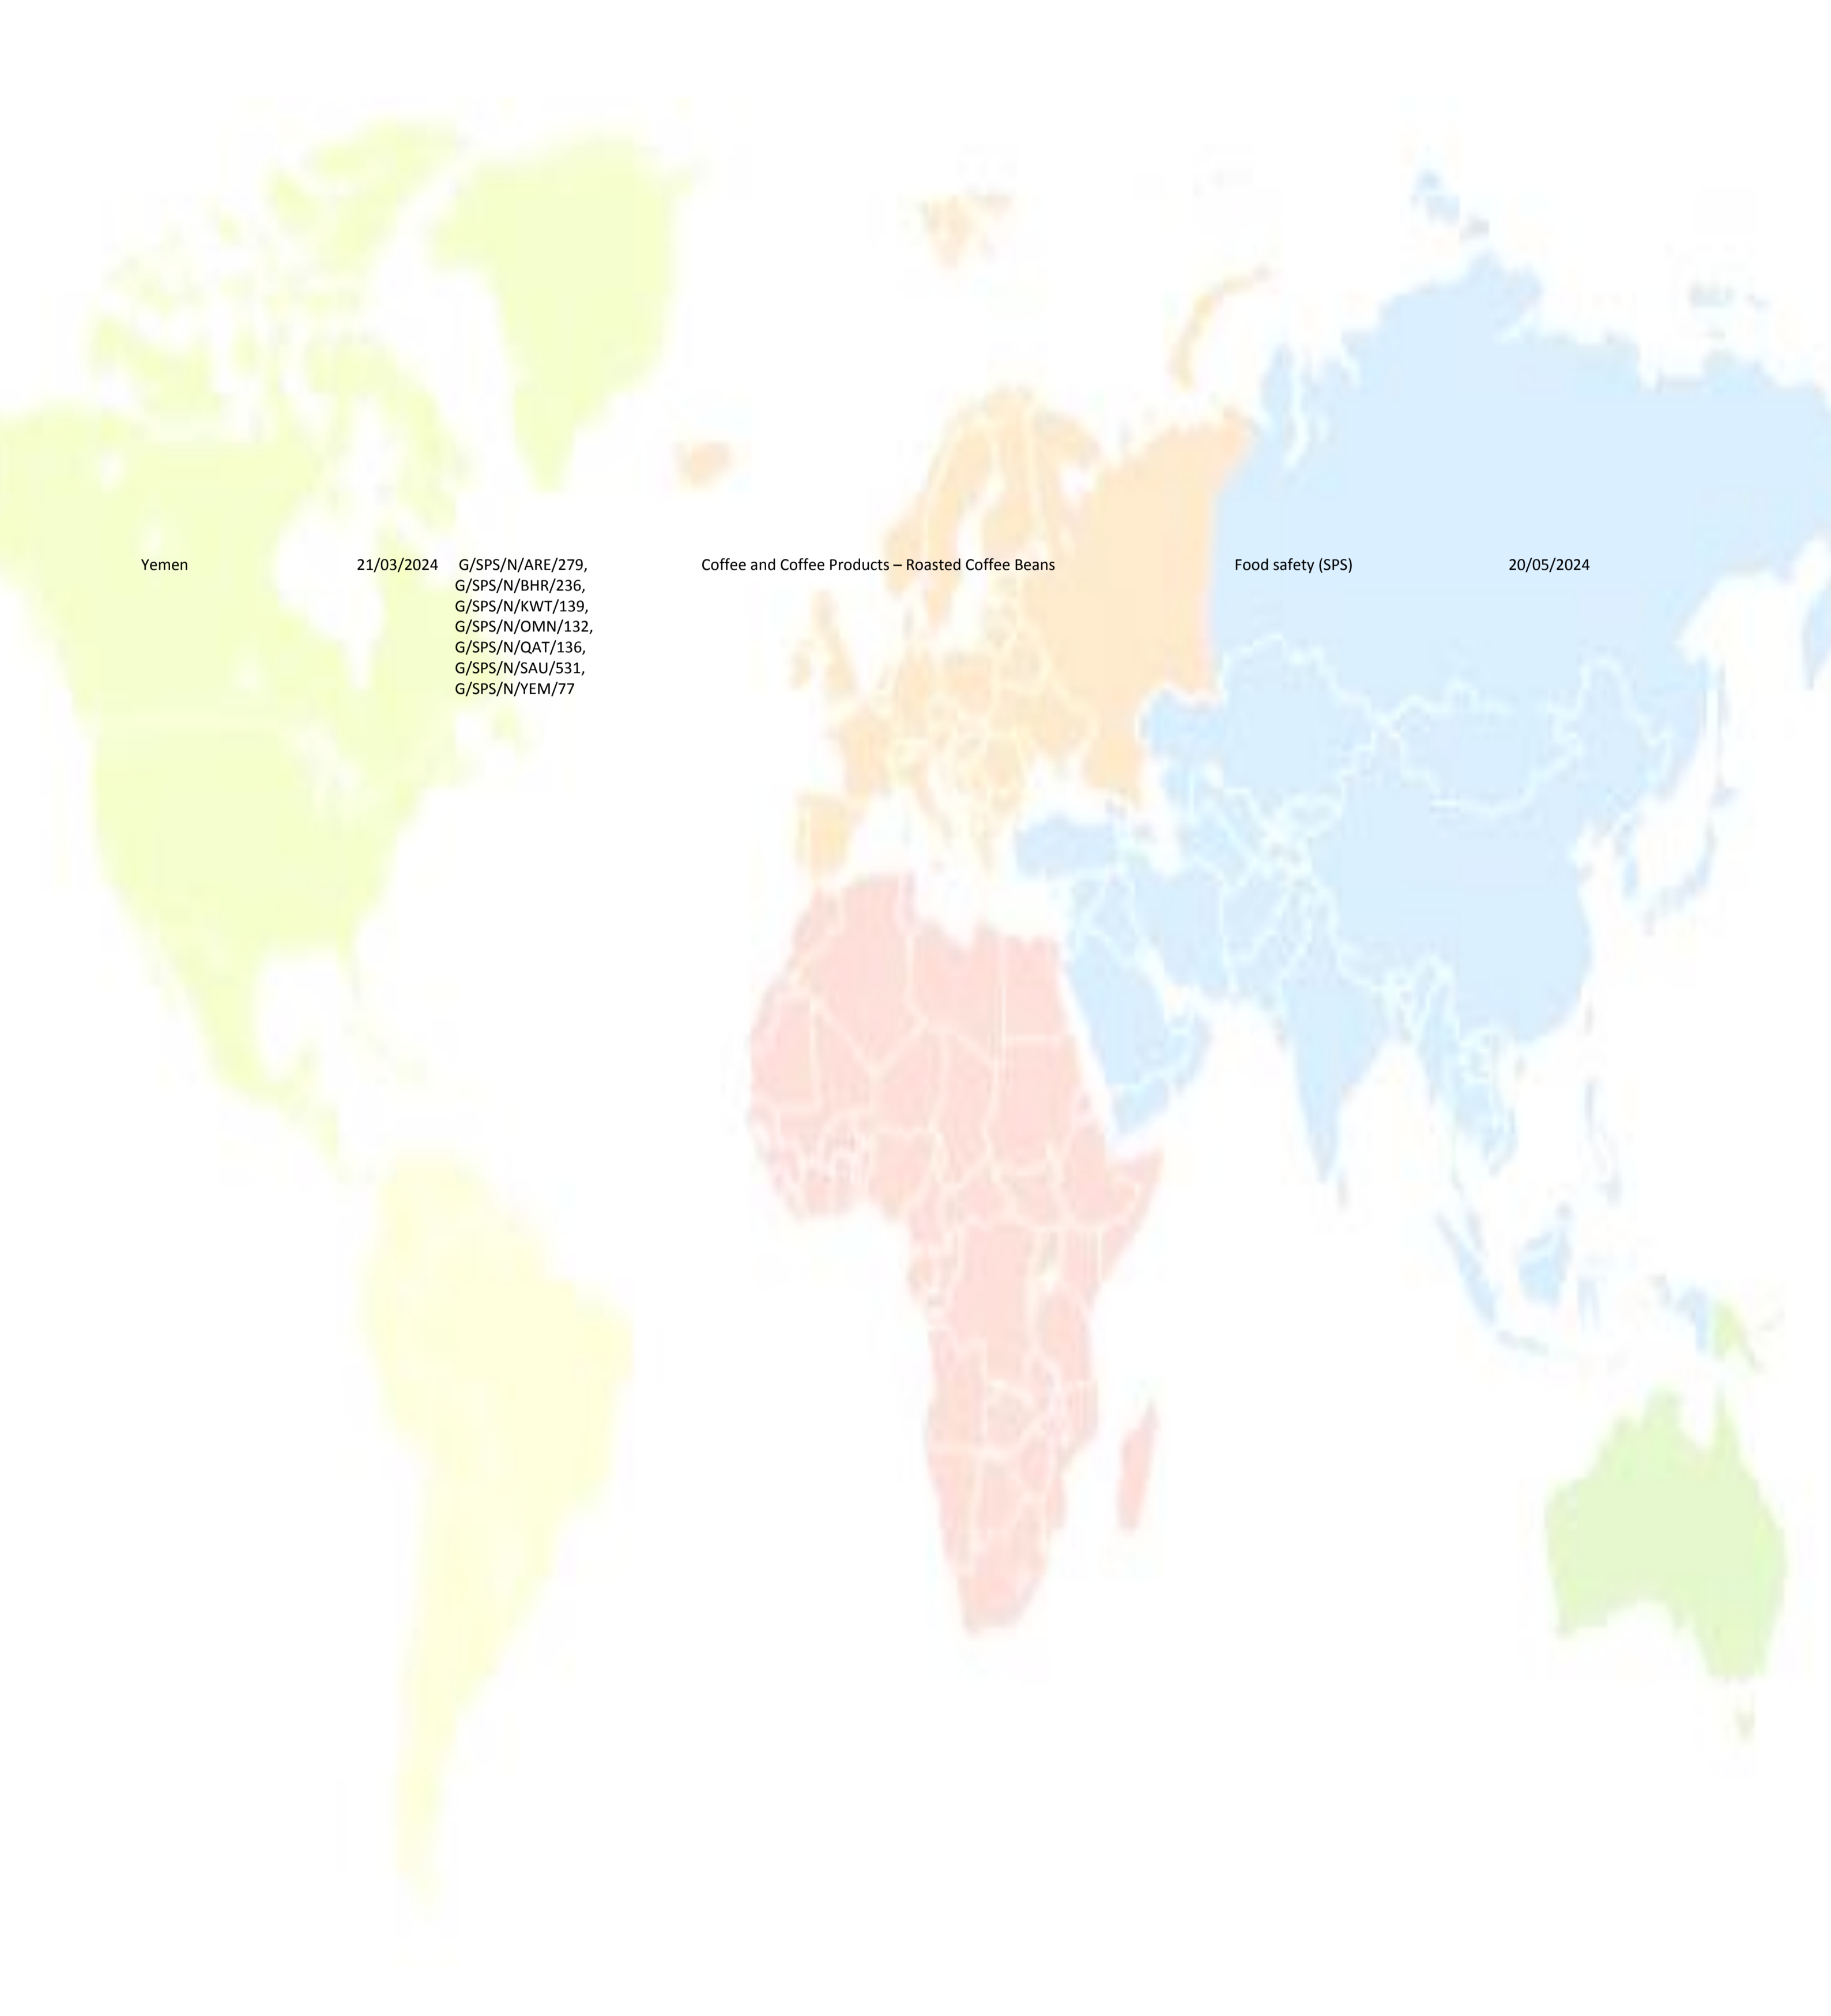 Yemen 21/03/2024 G/SPS/N/ARE/279, Coffee and Coffee Products – Roasted Coffee Beans Food safety (SPS) 20/05/2024
G/SPS/N/BHR/236,
G/SPS/N/KWT/139,
G/SPS/N/OMN/132,
G/SPS/N/QAT/136,
G/SPS/N/SAU/531,
G/SPS/N/YEM/77